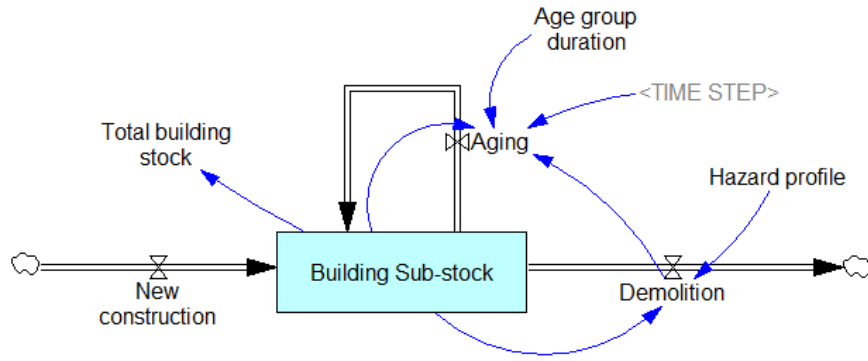 Age group
duration
<TIME STEP>
Total building
stock
Aging
Hazard profile
Building Sub-stock
New
construction
Demolition